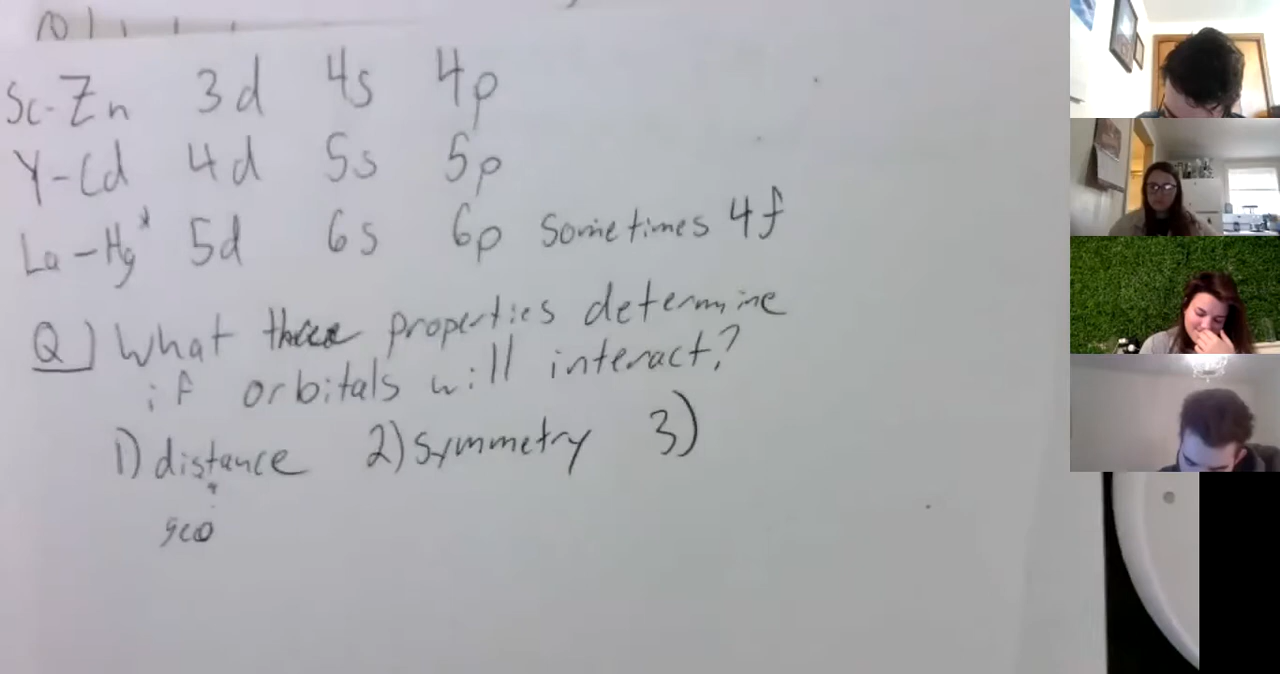 Sc-Zn 3d 4s 4p
Y-Cd 4d 5s 5p
La-Hg* 5d 6s 6p sometimes 4f
Q) What three properties determine
if orbitals will interact?
1) distance 2) Symmetry 3)